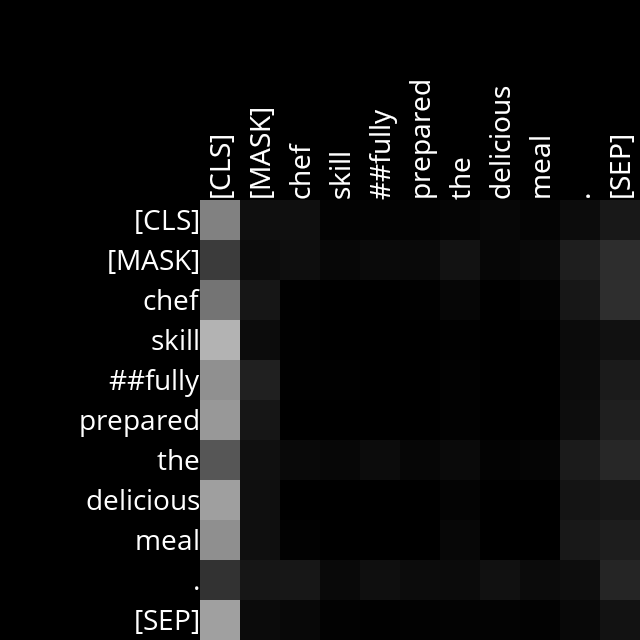 [CLS] [MASK] chef skill ##fully prepared the delicious meal . [SEP]
[CLS]
[MASK]
chef
skill
##fully
prepared
the
delicious
meal
.
[SEP]